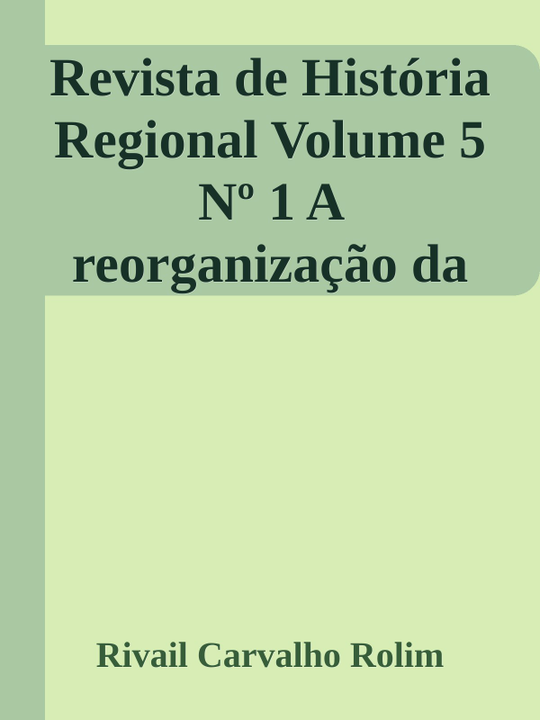 Revista de História
Regional Volume 5
Nº 1 A
reorganização da
Rivail Carvalho Rolim